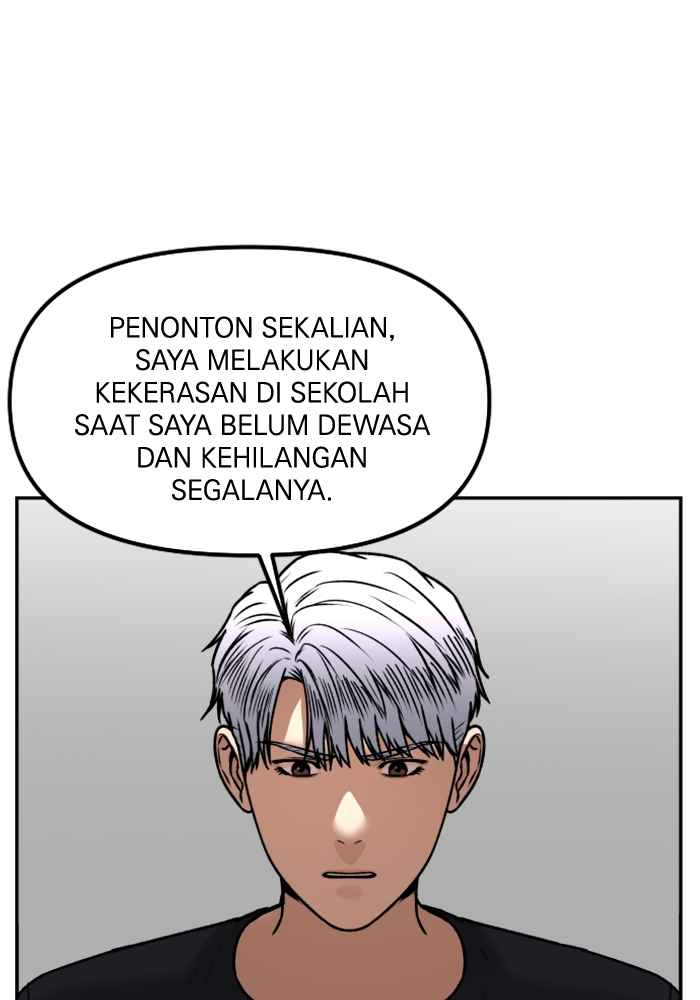 PENONTON SEKALIAN,
SAYA MELAKUKAN
KEKERASAN DI SEKOLAH
SAAT SAYA BELUM DEWASA
DAN KEHILANGAN
SEGALANYA.